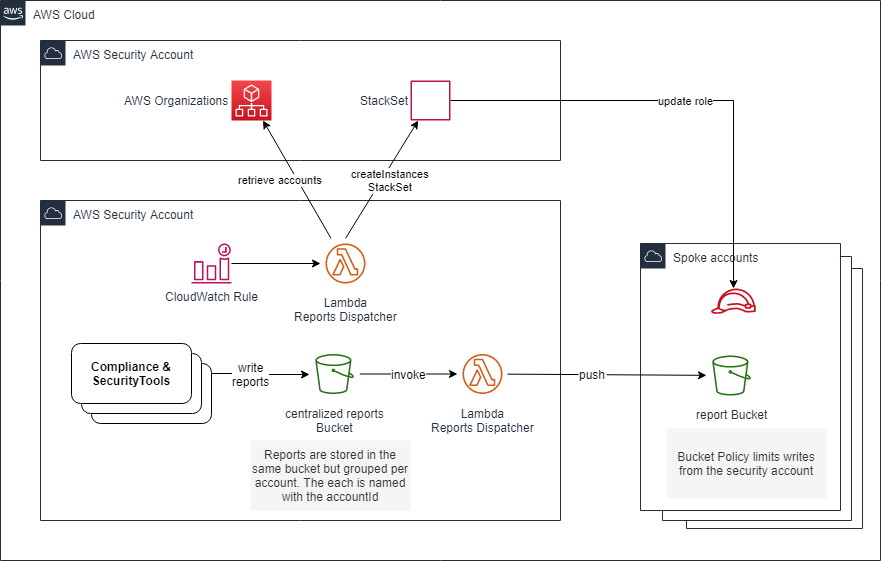 aws
AWS Cloud
AWS Security Account
AWS Organizations
StackSet
update role
retrieve accounts
createInstances
StackSet
AWS Security Account
CloudWatch Rule
Lambda
Reports Dispatcher
Spoke accounts
Compliance &
SecurityTools
write
reports
centralized reports
Bucket
invoke
Lambda
Reports Dispatcher
push
report Bucket
Reports are stored in the
same bucket but grouped per
account. The each is named
with the accountId
Bucket Policy limits writes
from the security account